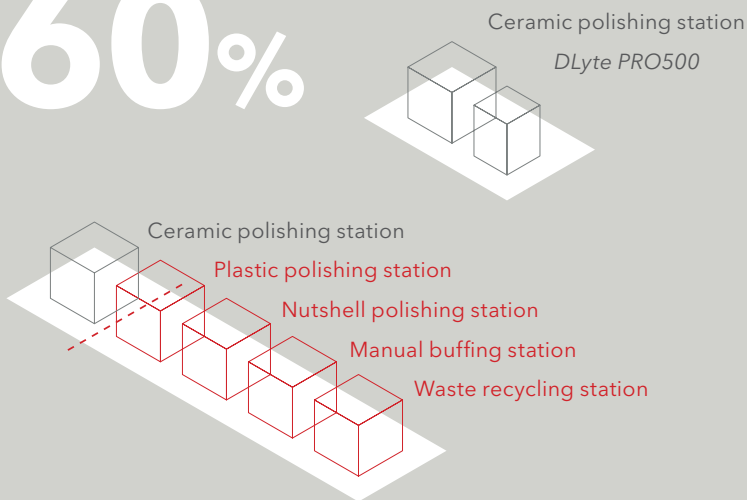 60%
Ceramic polishing station
DLyte PRO500
Ceramic polishing station
Plastic polishing station
Nutshell polishing station
Manual buffing station
Waste recycling station